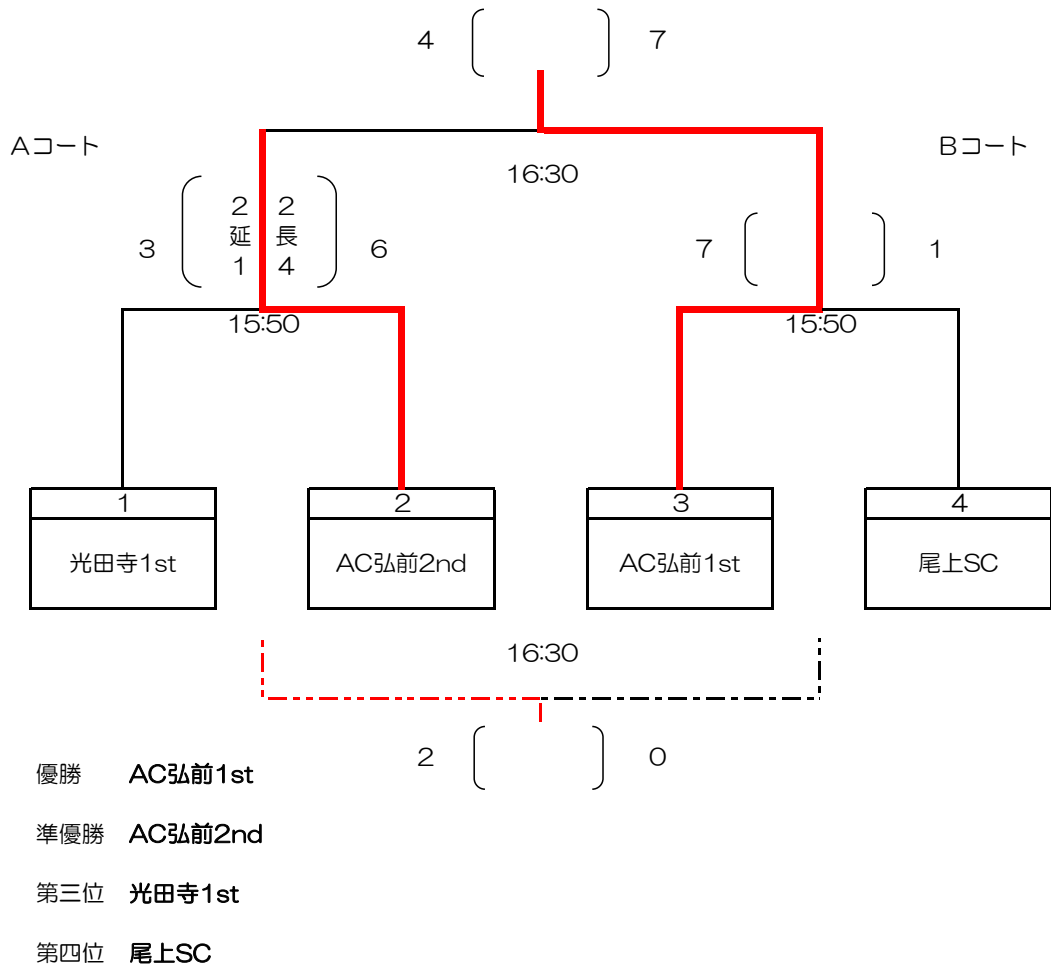 4 7
Aコート Bコート
16:30
2 2
延 長
3 1 4 6
7 1
15:50 15:50
1 2 3 4
光田寺1st AC弘前2nd AC弘前1st 尾上SC
16:30
2 0
優勝 AC弘前1st
準優勝 AC弘前2nd
第三位 光田寺1st
第四位 尾上SC